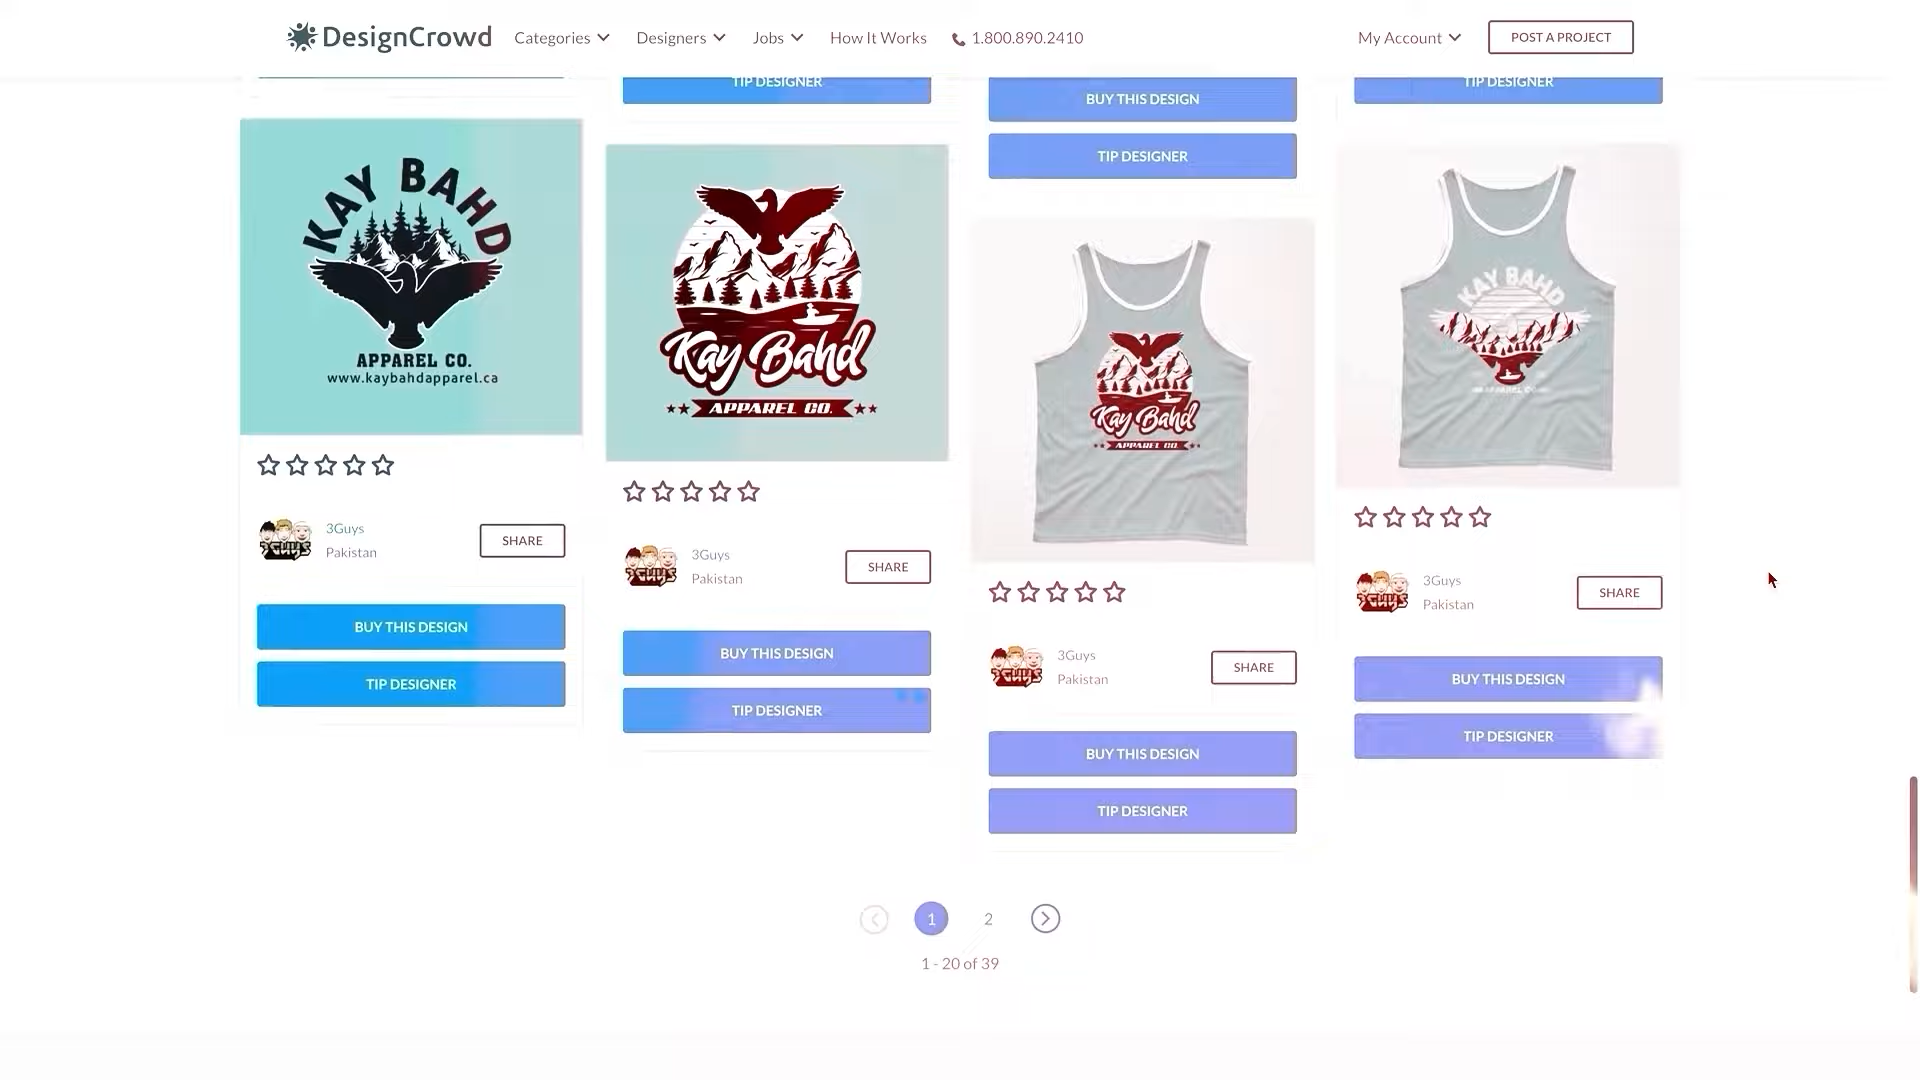 DesignCrowd Categories Designers Jobs How It Works 1.800.890.2410 My Account POST A PROJECT
TIP DESIGNER
BUY THIS DESIGN
TIP DESIGNER
TIP DESIGNER
KAY BAHD
APPAREL CO.
www.kaybahdapparel.ca
3Guys
Pakistan
SHARE
BUY THIS DESIGN
TIP DESIGNER
Kay Bahd
APPAREL CO.
3Guys
Pakistan
SHARE
BUY THIS DESIGN
TIP DESIGNER
Kay Bahd
APPAREL CO.
3Guys
Pakistan
SHARE
BUY THIS DESIGN
TIP DESIGNER
KAY BAHD
3Guys
Pakistan
SHARE
BUY THIS DESIGN
TIP DESIGNER
1 2
1 - 20 of 39